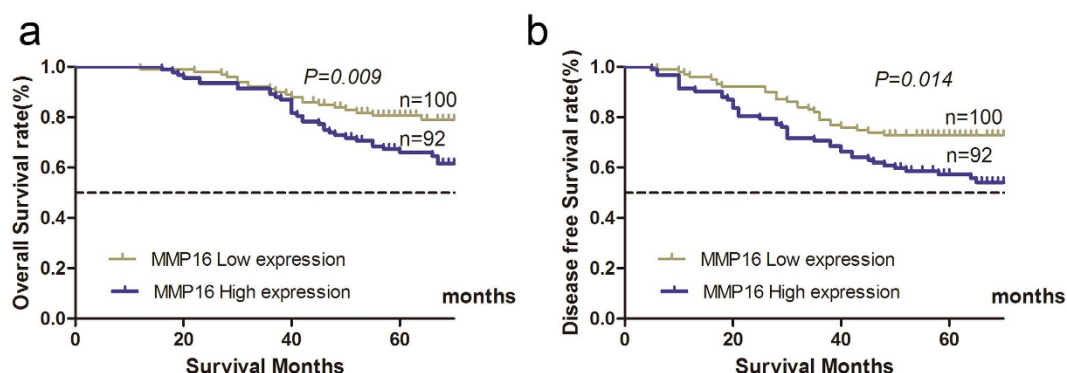 a
Overall Survival rate(%)
1.0
0.8
0.6
0.4
0.2
0.0
P=0.009
n=100
n=92
MMP16 Low expression
MMP16 High expression
months
0 20 40 60
Survival Months
b
Disease free Survival rate(%)
1.0
0.8
0.6
0.4
0.2
0.0
P=0.014
n=100
n=92
MMP16 Low expression
MMP16 High expression
months
0 20 40 60
Survival Months